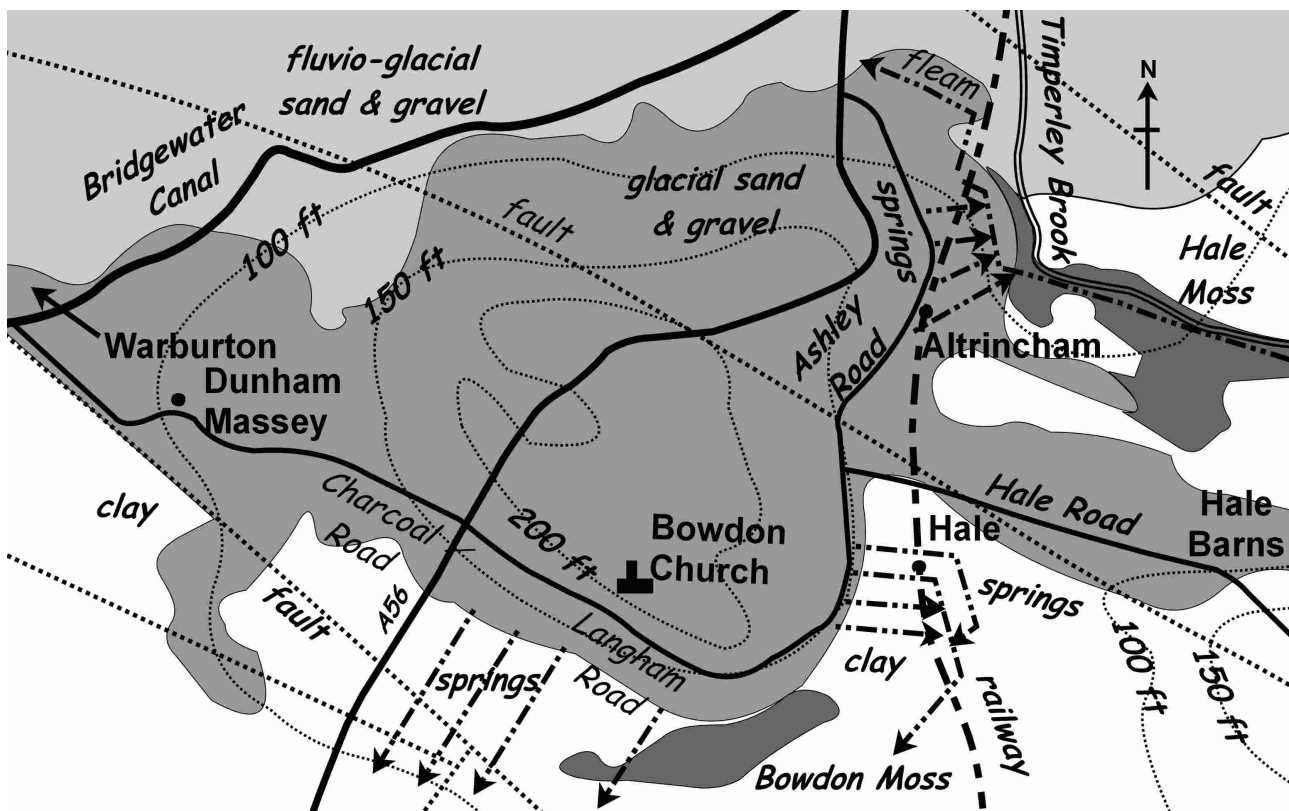 fluvio-glacial
sand & gravel
fleam
Timperley Brook
N
Bridgewater
Canal
glacial sand
& gravel
fault
fault
springs
100 ft
150 ft
Hale
Moss
Warburton
Dunham
Massey
Ashley
Road
Altrincham
clay
Charcoal
Road
200 ft
Bowdon
Church
Hale Road
Hale
Barns
Hale
springs
fault
A56
Langham
Road
clay
springs
railway
100 ft
150 ft
Bowdon Moss